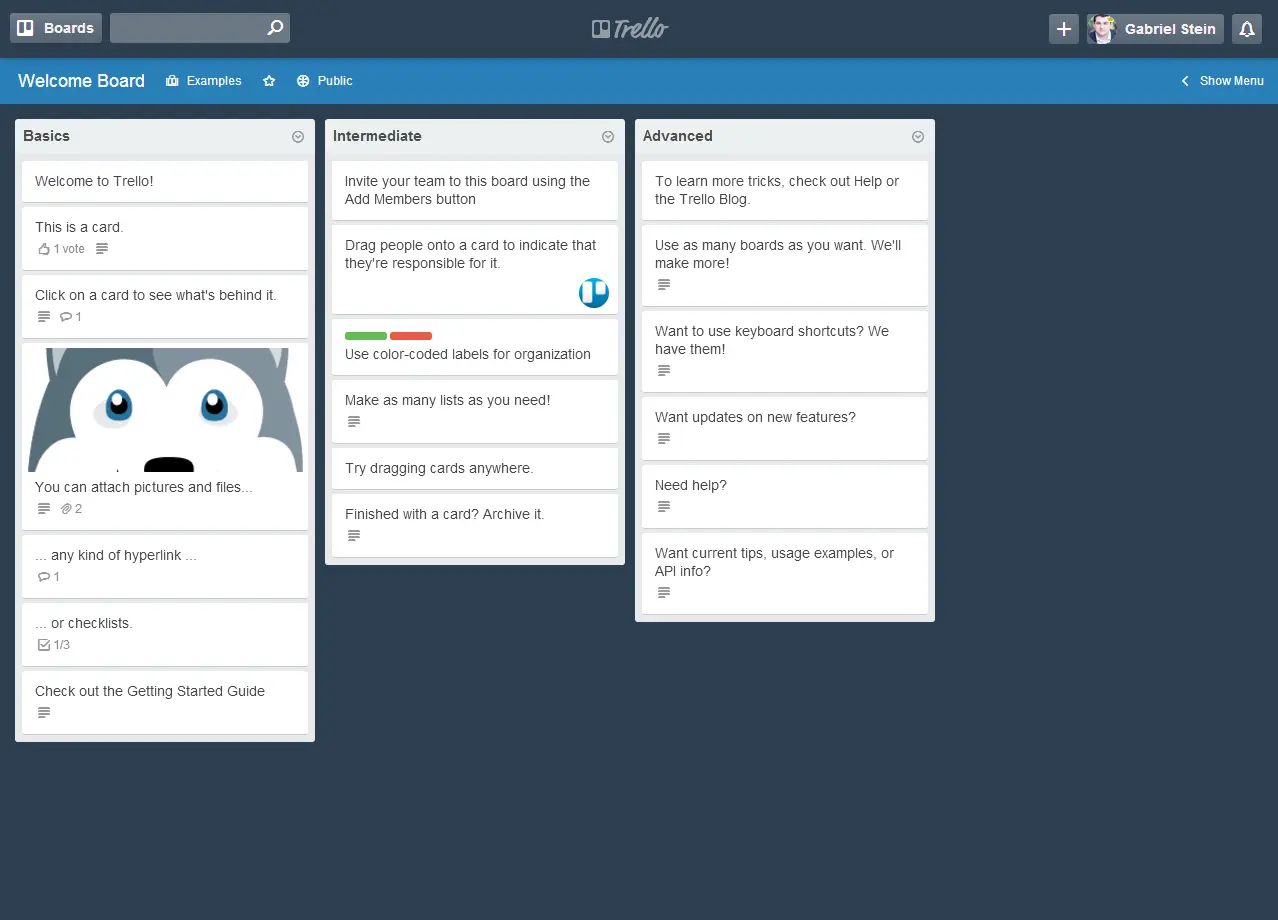 Boards
Trello
Gabriel Stein
Welcome Board
Examples
Public
Show Menu
Basics
Welcome to Trello!
This is a card.
1 vote
Click on a card to see what's behind it.
1
You can attach pictures and files...
2
... any kind of hyperlink ...
1
... or checklists.
1/3
Check out the Getting Started Guide
Intermediate
Invite your team to this board using the
Add Members button
Drag people onto a card to indicate that
they're responsible for it.
Use color-coded labels for organization
Make as many lists as you need!
Try dragging cards anywhere.
Finished with a card? Archive it.
Advanced
To learn more tricks, check out Help or
the Trello Blog.
Use as many boards as you want. We'll
make more!
Want to use keyboard shortcuts? We
have them!
Want updates on new features?
Need help?
Want current tips, usage examples, or
API info?